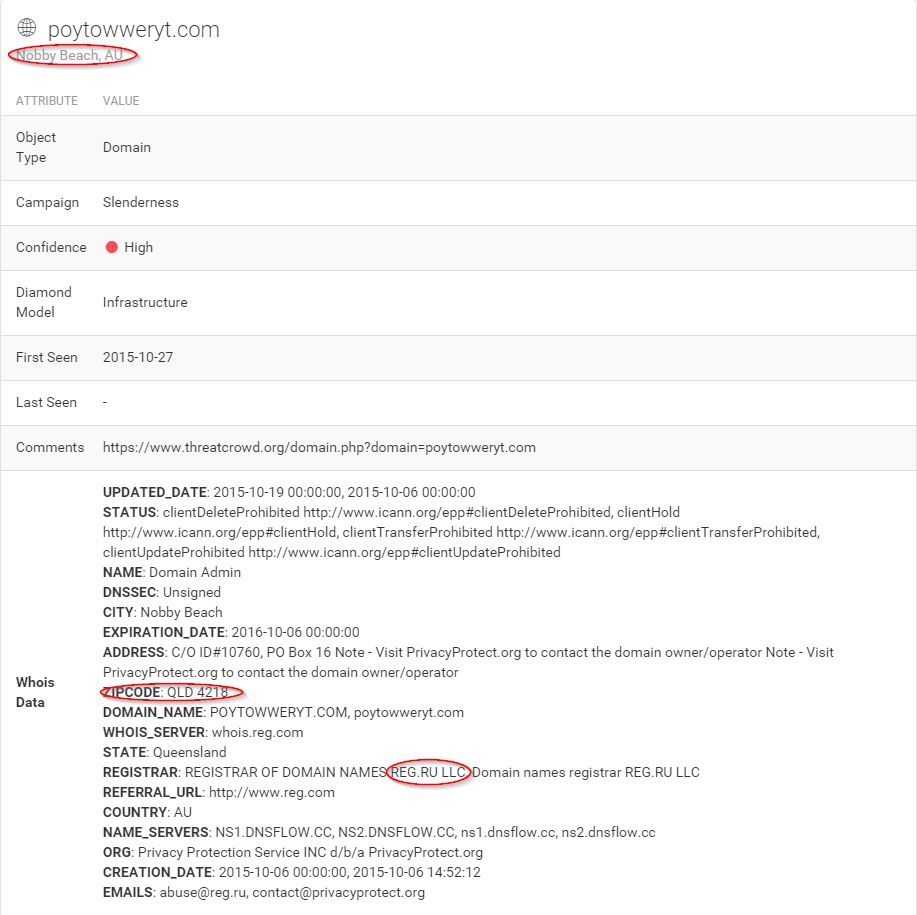 poytowweryt.com
Nobby Beach, AU
ATTRIBUTE VALUE
Object
Type
Domain
Campaign Slenderness
Confidence High
Diamond
Model
Infrastructure
First Seen 2015-10-27
Last Seen -
Comments https://www.threatcrowd.org/domain.php?domain=poytowweryt.com
Whois
Data
UPDATED_DATE: 2015-10-19 00:00:00, 2015-10-06 00:00:00
STATUS: clientDeleteProhibited http://www.icann.org/epp#clientDeleteProhibited, clientHold
http://www.icann.org/epp#clientHold, clientTransferProhibited http://www.icann.org/epp#clientTransferProhibited,
clientUpdateProhibited http://www.icann.org/epp#clientUpdateProhibited
NAME: Domain Admin
DNSSEC: Unsigned
CITY: Nobby Beach
EXPIRATION_DATE: 2016-10-06 00:00:00
ADDRESS: C/O ID#10760, PO Box 16 Note - Visit PrivacyProtect.org to contact the domain owner/operator Note - Visit
PrivacyProtect.org to contact the domain owner/operator
ZIPCODE: QLD 4218
DOMAIN_NAME: POYTOWWERYT.COM, poytowweryt.com
WHOIS_SERVER: whois.reg.com
STATE: Queensland
REGISTRAR: REGISTRAR OF DOMAIN NAMES REG.RU LLC, Domain names registrar REG.RU LLC
REFERRAL_URL: http://www.reg.com
COUNTRY: AU
NAME_SERVERS: NS1.DNSFLOW.CC, NS2.DNSFLOW.CC, ns1.dnsflow.cc, ns2.dnsflow.cc
ORG: Privacy Protection Service INC d/b/a PrivacyProtect.org
CREATION_DATE: 2015-10-06 00:00:00, 2015-10-06 14:52:12
EMAILS: abuse@reg.ru, contact@privacyprotect.org